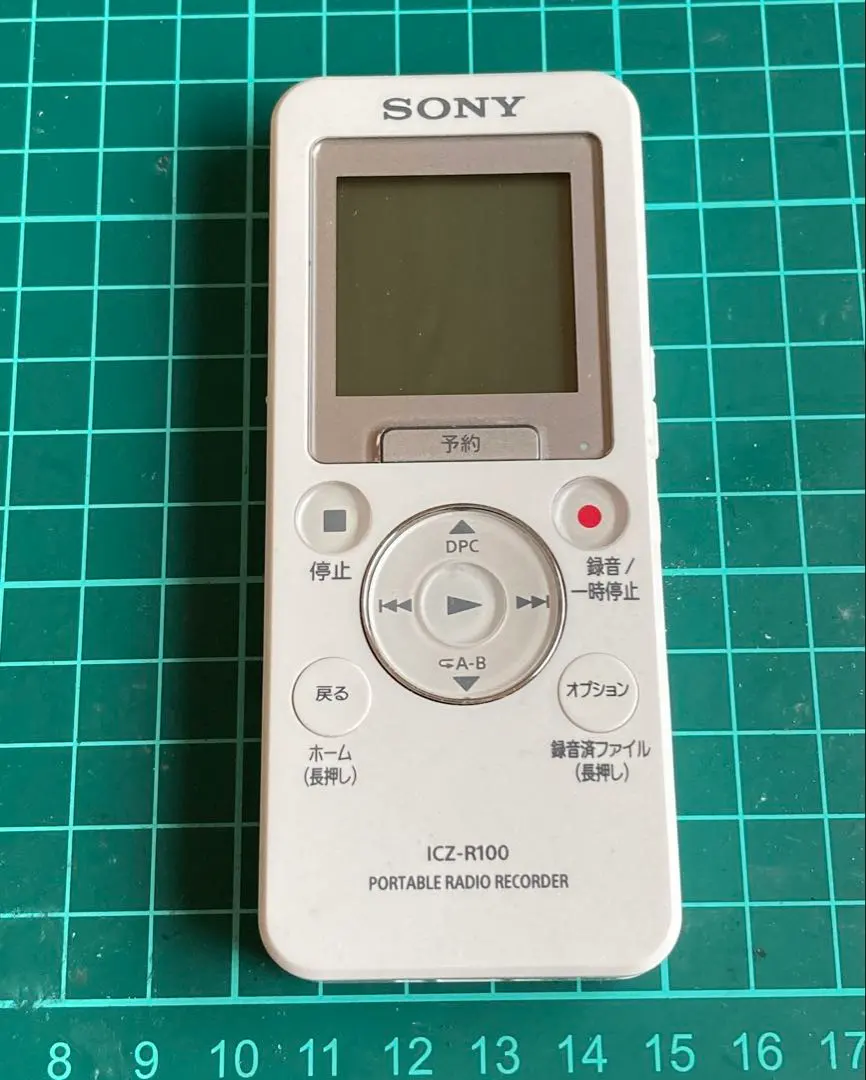 SONY
予約
停止
DPC
録音/
一時停止
A-B
戻る
オプション
ホーム
(長押し)
録音済ファイル
(長押し)
ICZ-R100
PORTABLE RADIO RECORDER
8 9 10 11 12 13 14 15 16 17